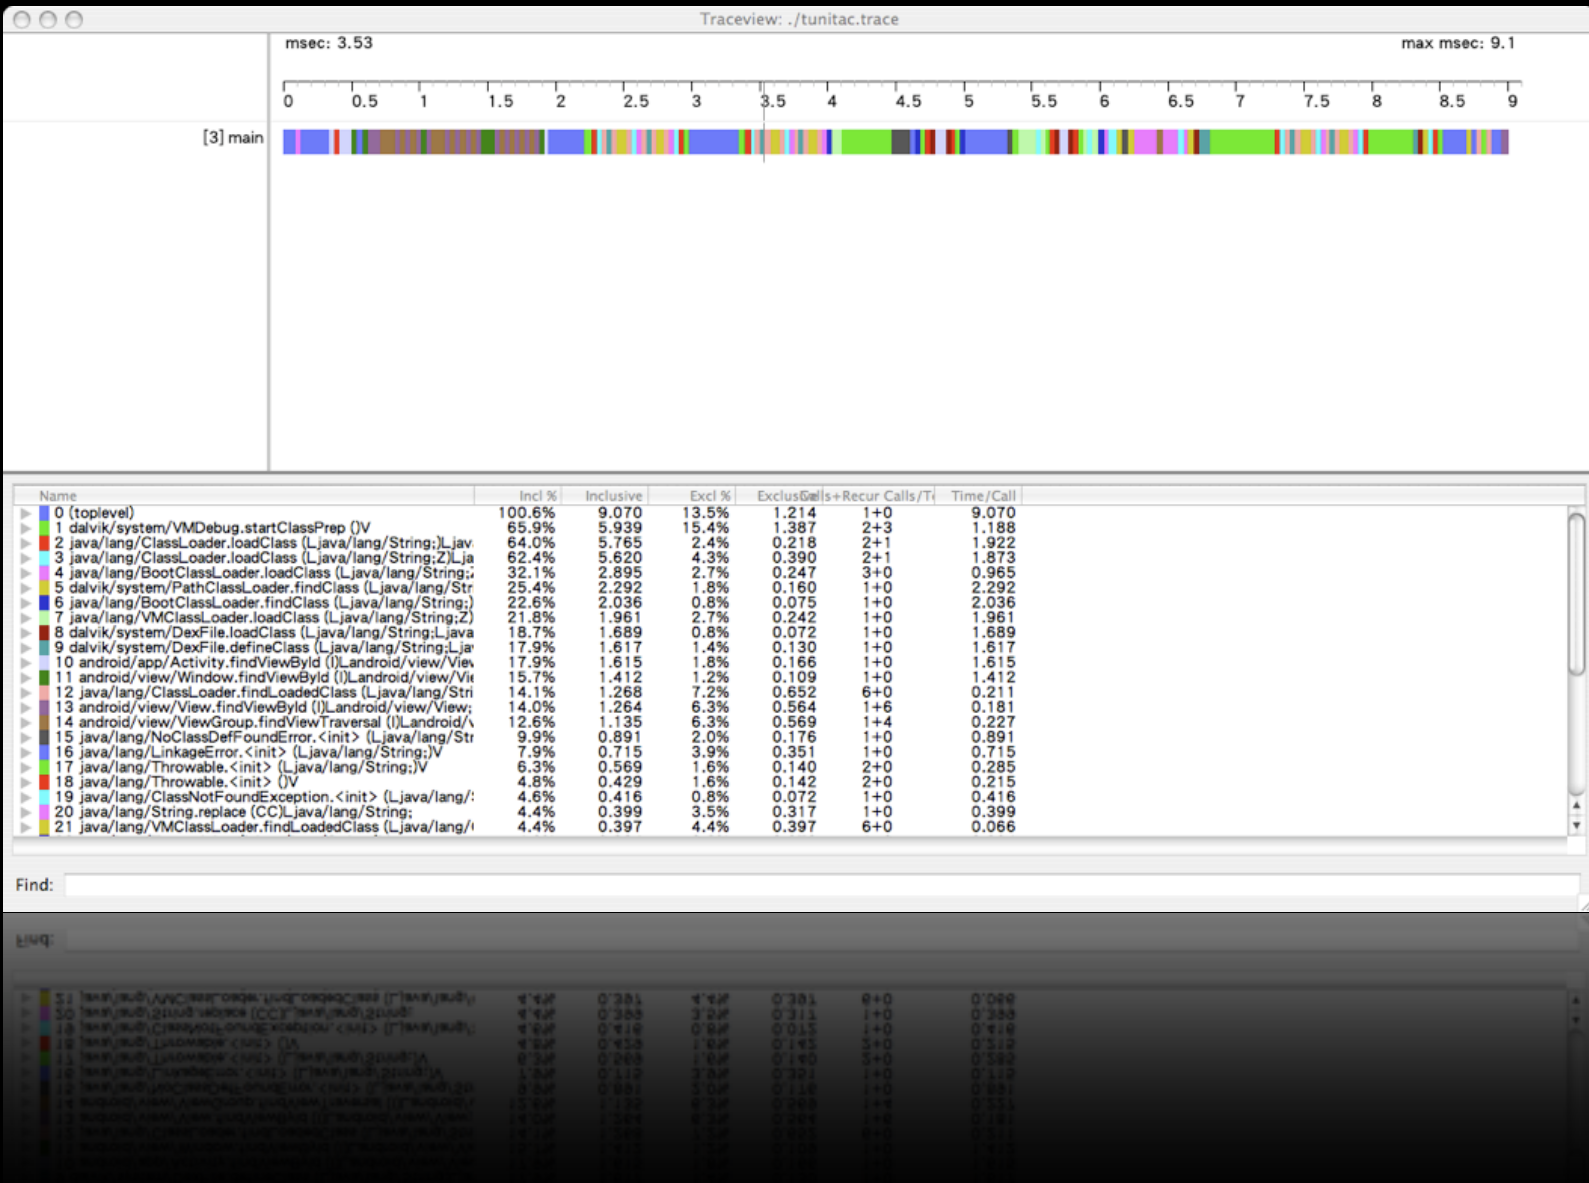 Traceview: ./tunitac.trace
msec: 3.53 max msec: 9.1
0 0.5 1 1.5 2 2.5 3 3.5 4 4.5 5 5.5 6 6.5 7 7.5 8 8.5 9
[3] main
Name Incl % Inclusive Excl % Exclusive Calls+Recur Calls/To Time/Call
0 (toplevel) 100.6% 9.070 13.5% 1.214 1+0 9.070
1 dalvik/system/VMDebug.startClassPrep ()V 65.9% 5.939 15.4% 1.387 2+3 1.188
2 java/lang/ClassLoader.loadClass (Ljava/lang/String;)Ljav 64.0% 5.765 2.4% 0.218 2+1 1.922
3 java/lang/ClassLoader.loadClass (Ljava/lang/String;Z)Lja 62.4% 5.620 4.3% 0.390 2+1 1.873
4 java/lang/BootClassLoader.loadClass (Ljava/lang/String; 32.1% 2.895 2.7% 0.247 3+0 0.965
5 dalvik/system/PathClassLoader.findClass (Ljava/lang/Str 25.4% 2.292 1.8% 0.160 1+0 2.292
6 java/lang/BootClassLoader.findClass (Ljava/lang/String;) 22.6% 2.036 0.8% 0.075 1+0 2.036
7 java/lang/VMClassLoader.loadClass (Ljava/lang/String;Z) 21.8% 1.961 2.7% 0.242 1+0 1.961
8 dalvik/system/DexFile.loadClass (Ljava/lang/String;Ljava 18.7% 1.689 0.8% 0.072 1+0 1.689
9 dalvik/system/DexFile.defineClass (Ljava/lang/String;Ljav 17.9% 1.617 1.4% 0.130 1+0 1.617
10 android/app/Activity.findViewById (I)Landroid/view/View 17.9% 1.615 1.8% 0.166 1+0 1.615
11 android/view/Window.findViewById (I)Landroid/view/Vie 15.7% 1.412 1.2% 0.109 1+0 1.412
12 java/lang/ClassLoader.findLoadedClass (Ljava/lang/Stri 14.1% 1.268 7.2% 0.652 6+0 0.211
13 android/view/View.findViewById (I)Landroid/view/View; 14.0% 1.264 6.3% 0.564 1+6 0.181
14 android/view/ViewGroup.findViewTraversal (I)Landroid/v 12.6% 1.135 6.3% 0.569 1+4 0.227
15 java/lang/NoClassDefFoundError.<init> (Ljava/lang/Str 9.9% 0.891 2.0% 0.176 1+0 0.891
16 java/lang/LinkageError.<init> (Ljava/lang/String;)V 7.9% 0.715 3.9% 0.351 1+0 0.715
17 java/lang/Throwable.<init> (Ljava/lang/String;)V 6.3% 0.569 1.6% 0.140 2+0 0.285
18 java/lang/Throwable.<init> ()V 4.8% 0.429 1.6% 0.142 2+0 0.215
19 java/lang/ClassNotFoundException.<init> (Ljava/lang/ 4.6% 0.416 0.8% 0.072 1+0 0.416
20 java/lang/String.replace (CC)Ljava/lang/String; 4.4% 0.399 3.5% 0.317 1+0 0.399
21 java/lang/VMClassLoader.findLoadedClass (Ljava/lang/ 4.4% 0.397 4.4% 0.397 6+0 0.066
Find: